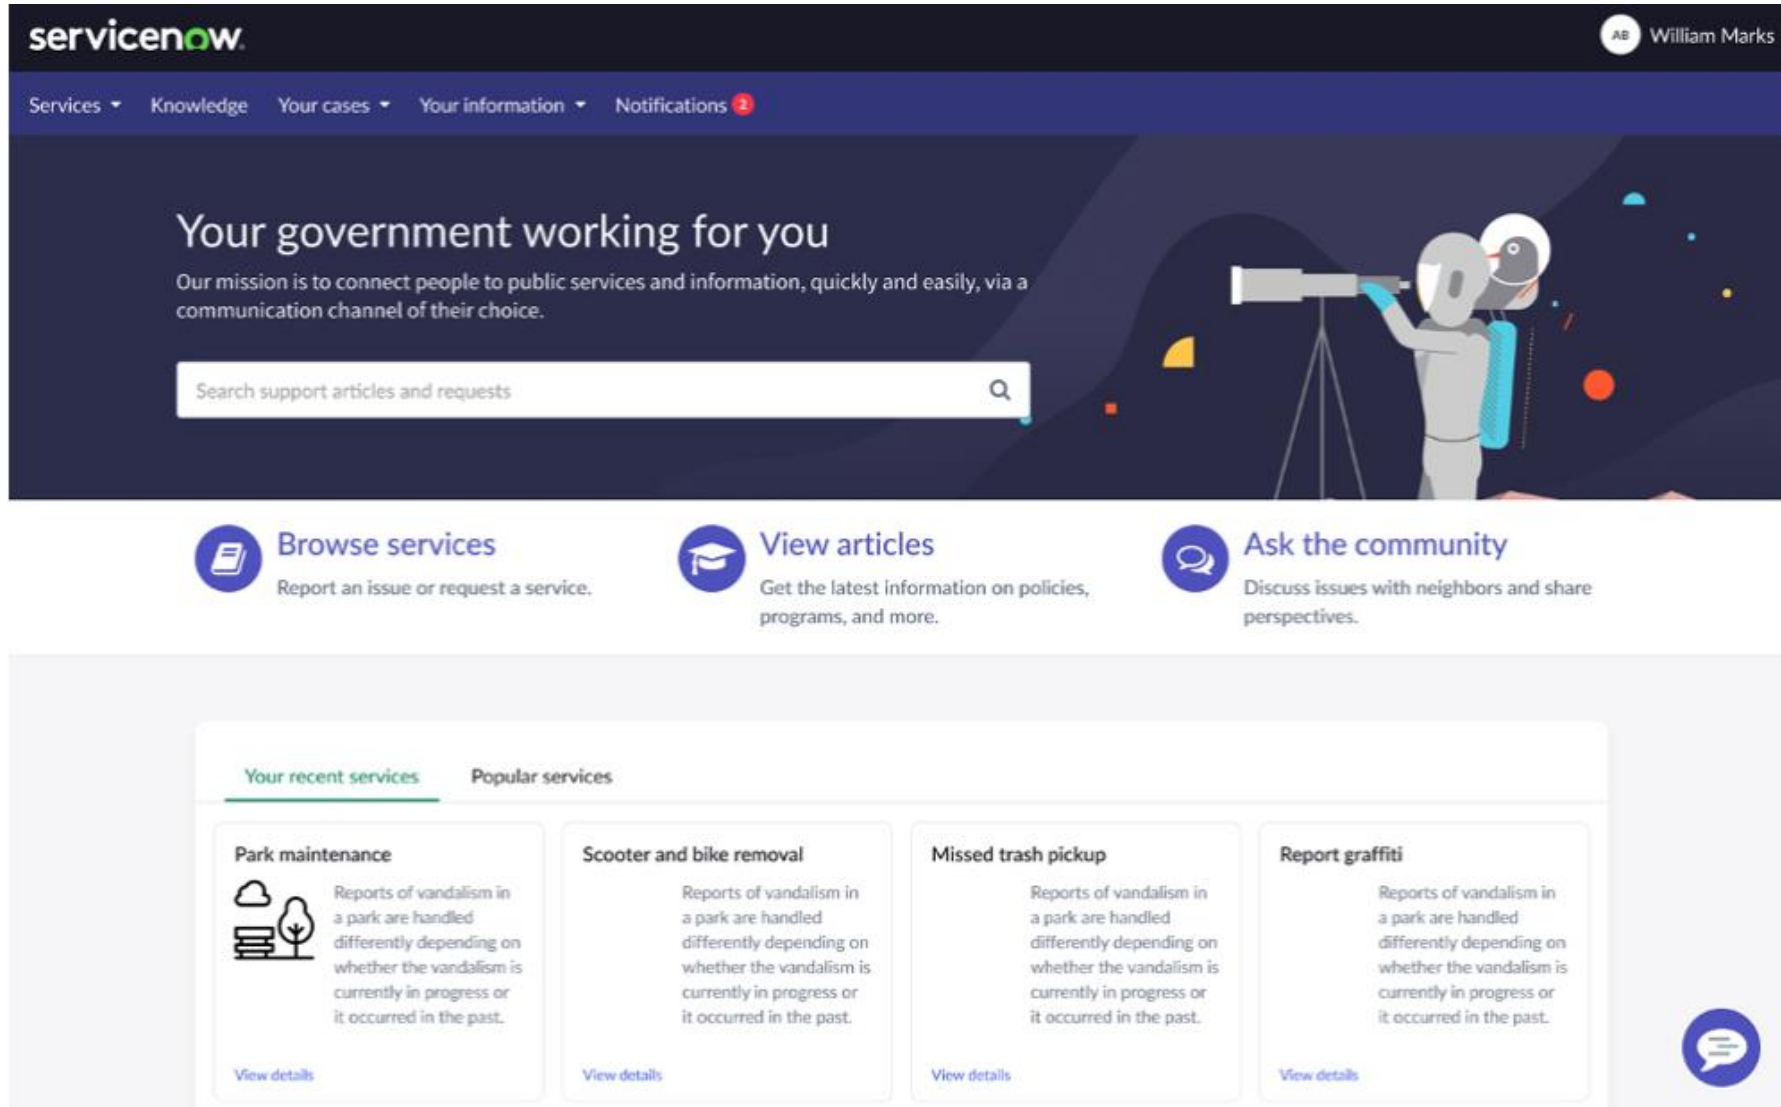 servicenow.
AB William Marks
Services Knowledge Your cases Your information Notifications 2
Your government working for you
Our mission is to connect people to public services and information, quickly and easily, via a
communication channel of their choice.
Search support articles and requests
Browse services
Report an issue or request a service.
View articles
Get the latest information on policies,
programs, and more.
Ask the community
Discuss issues with neighbors and share
perspectives.
Your recent services Popular services
Park maintenance
Reports of vandalism in
a park are handled
differently depending on
whether the vandalism is
currently in progress or
it occurred in the past.
View details
Scooter and bike removal
Reports of vandalism in
a park are handled
differently depending on
whether the vandalism is
currently in progress or
it occurred in the past.
View details
Missed trash pickup
Reports of vandalism in
a park are handled
differently depending on
whether the vandalism is
currently in progress or
it occurred in the past.
View details
Report graffiti
Reports of vandalism in
a park are handled
differently depending on
whether the vandalism is
currently in progress or
it occurred in the past.
View details